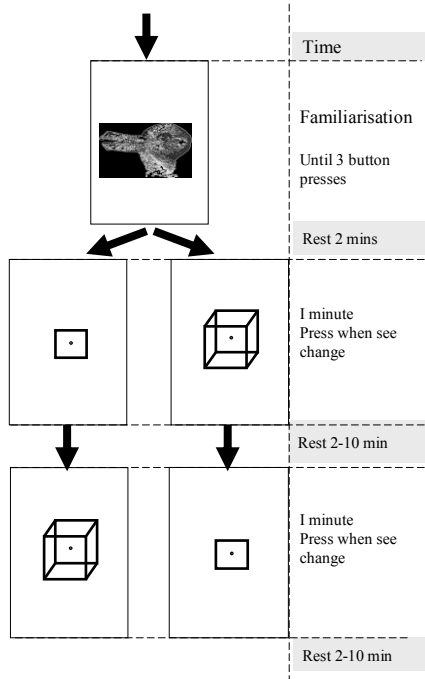 Time
Familiarisation
Until 3 button
presses
Rest 2 mins
I minute
Press when see
change
Rest 2-10 min
I minute
Press when see
change
Rest 2-10 min